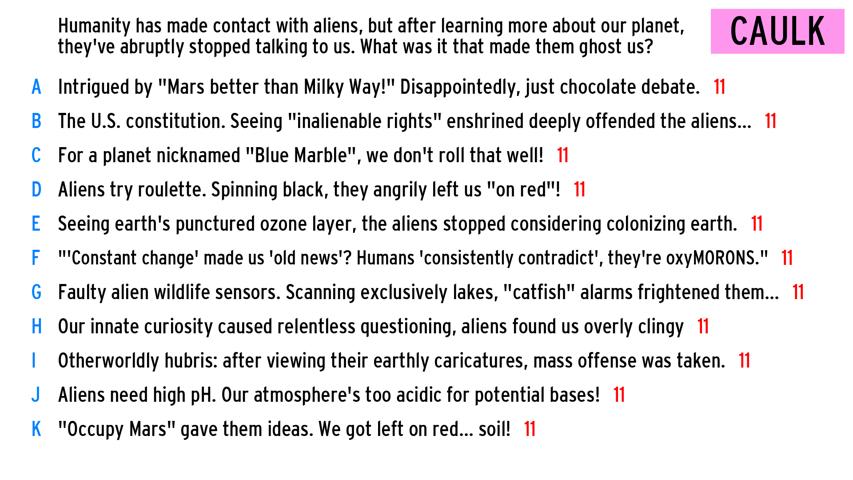 Humanity has made contact with aliens, but after learning more about our planet,
they've abruptly stopped talking to us. What was it that made them ghost us?
CAULK
A Intrigued by "Mars better than Milky Way!" Disappointedly, just chocolate debate. 11
B The U.S. constitution. Seeing "inalienable rights" enshrined deeply offended the aliens... 11
C For a planet nicknamed "Blue Marble", we don't roll that well! 11
D Aliens try roulette. Spinning black, they angrily left us "on red"! 11
E Seeing earth's punctured ozone layer, the aliens stopped considering colonizing earth. 11
F "'Constant change' made us 'old news'? Humans 'consistently contradict', they're oxyMORONS." 11
G Faulty alien wildlife sensors. Scanning exclusively lakes, "catfish" alarms frightened them... 11
H Our innate curiosity caused relentless questioning, aliens found us overly clingy 11
I Otherworldly hubris: after viewing their earthly caricatures, mass offense was taken. 11
J Aliens need high pH. Our atmosphere's too acidic for potential bases! 11
K "Occupy Mars" gave them ideas. We got left on red... soil! 11